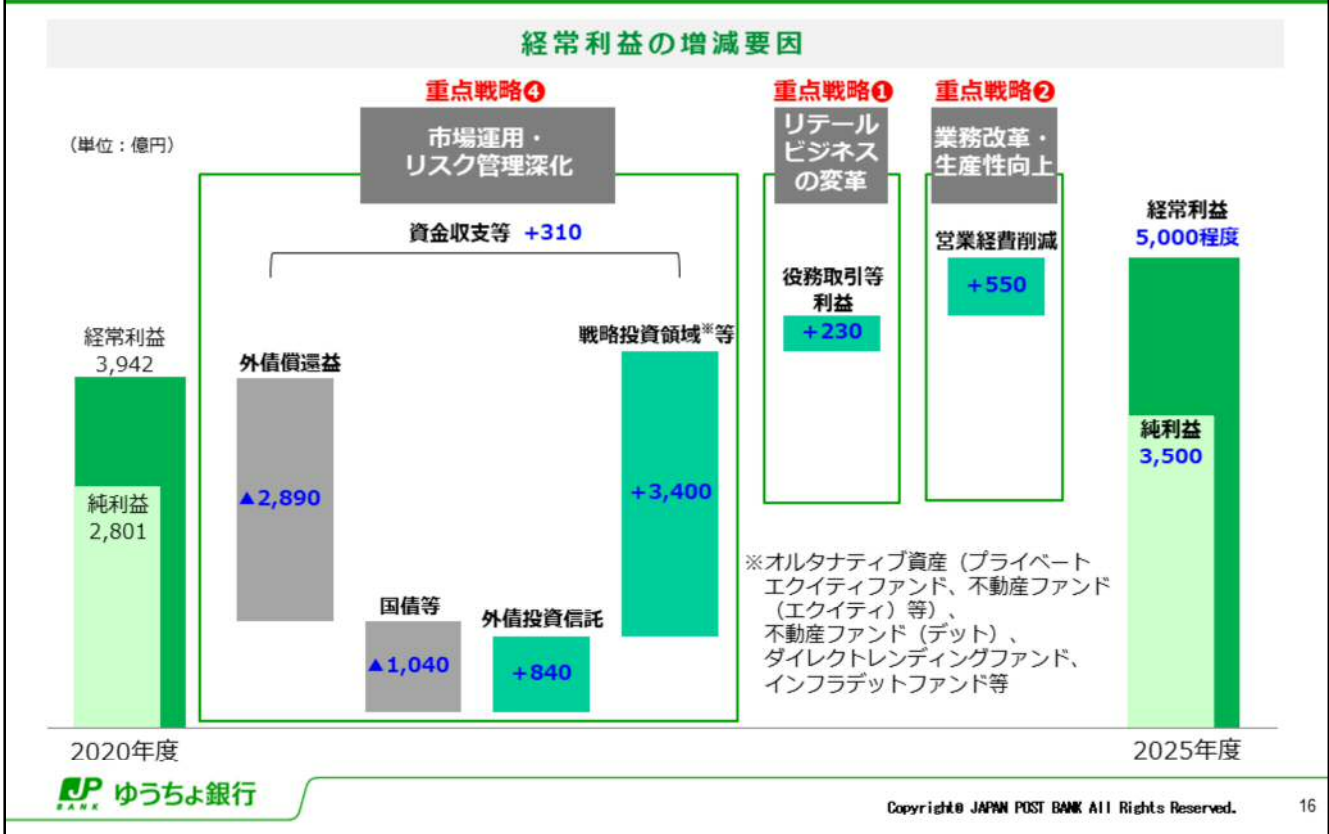 経常利益の増減要因
(単位:億円)
重点戦略❹
市場運用・
リスク管理深化
重点戦略❶
リテール
ビジネス
の変革
重点戦略❷
業務改革・
生産性向上
資金収支等 +310
経常利益
3,942
純利益
2,801
外債償還益
▲2,890
国債等
▲1,040
外債投資信託
+840
戦略投資領域※等
+3,400
役務取引等
利益
+230
営業経費削減
+550
経常利益
5,000程度
純利益
3,500
※オルタナティブ資産(プライベート
エクイティファンド、不動産ファンド
(エクイティ)等)、
不動産ファンド(デット)、
ダイレクトレンディングファンド、
インフラデットファンド等
2020年度
2025年度
JP
BANK
ゆうちょ銀行
Copyright© JAPAN POST BANK All Rights Reserved.
16